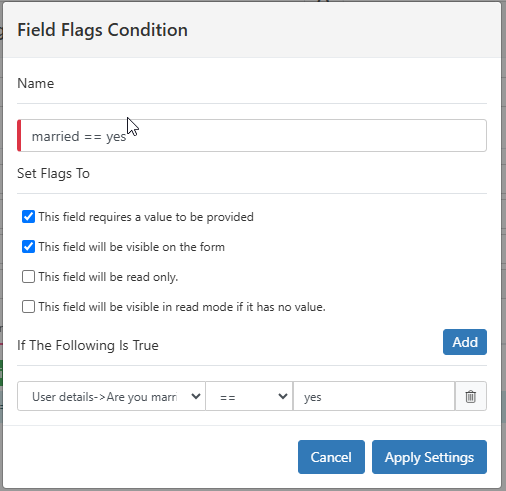 Field Flags Condition
Name
married == yes
Set Flags To
This field requires a value to be provided
This field will be visible on the form
This field will be read only.
This field will be visible in read mode if it has no value.
If The Following Is True
Add
User details->Are you marri
==
yes
Cancel
Apply Settings